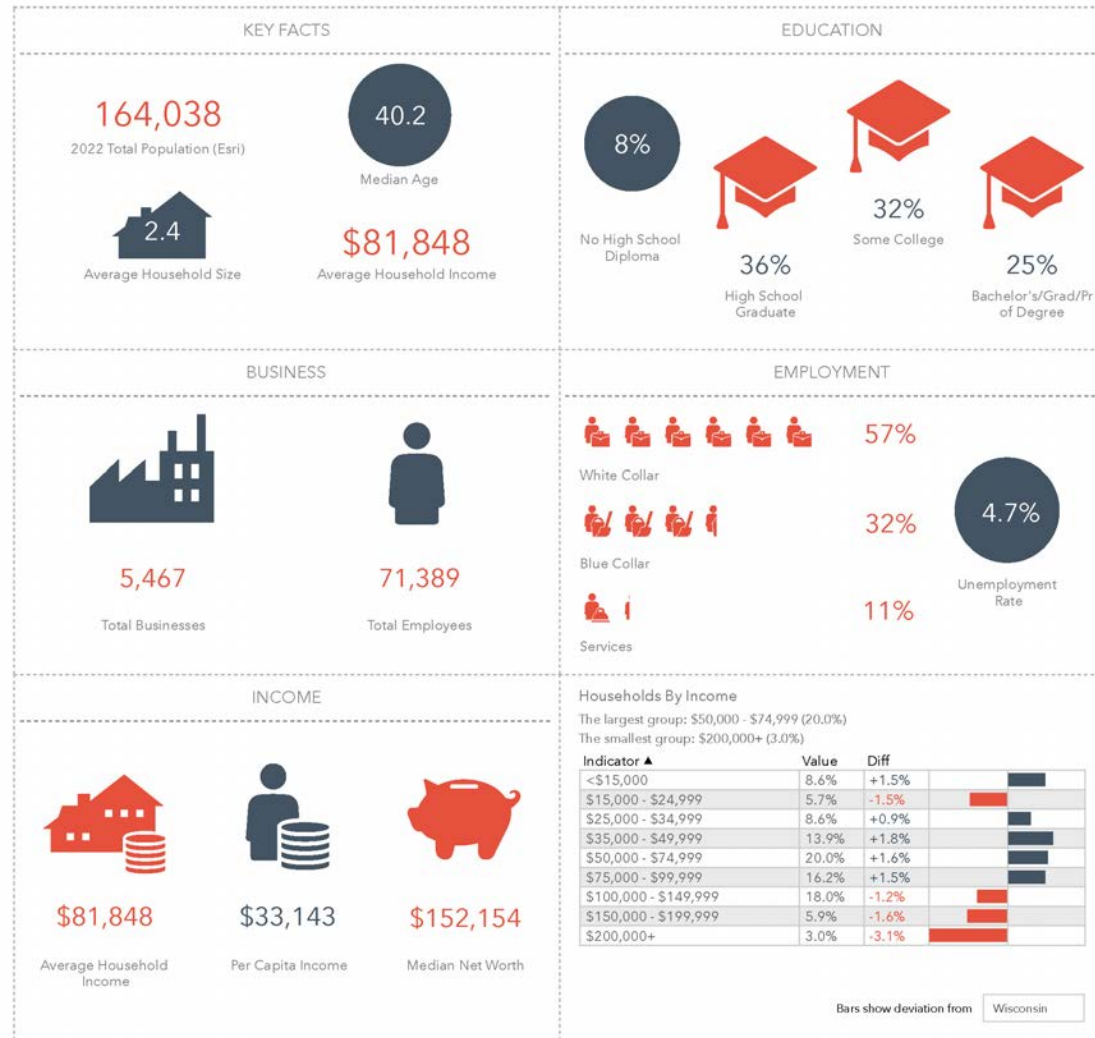 KEY FACTS
164,038
2022 Total Population (Esri)
40.2
Median Age
2.4
Average Household Size
$81,848
Average Household Income
EDUCATION
8%
No High School
Diploma
36%
High School
Graduate
32%
Some College
25%
Bachelor's/Grad/Pr
of Degree
BUSINESS
5,467
Total Businesses
71,389
Total Employees
EMPLOYMENT
57%
White Collar
32%
Blue Collar
11%
Services
4.7%
Unemployment
Rate
INCOME
$81,848
Average Household
Income
$33,143
Per Capita Income
$152,154
Median Net Worth
Households By Income
The largest group: $50,000 - $74,999 (20.0%)
The smallest group: $200,000+ (3.0%)
Indicator ▲ Value Diff
<$15,000 8.6% +1.5%
$15,000 - $24,999 5.7% -1.5%
$25,000 - $34,999 8.6% +0.9%
$35,000 - $49,999 13.9% +1.8%
$50,000 - $74,999 20.0% +1.6%
$75,000 - $99,999 16.2% +1.5%
$100,000 - $149,999 18.0% -1.2%
$150,000 - $199,999 5.9% -1.6%
$200,000+ 3.0% -3.1%
Bars show deviation from Wisconsin